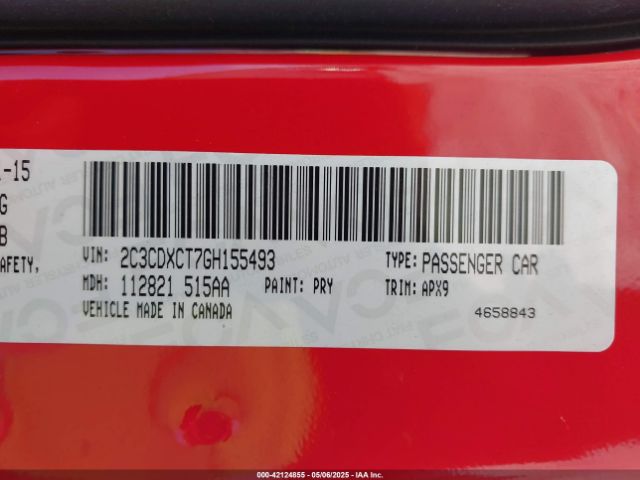 1-15
G
B
AFETY,
VIN: 2C3CDXCT7GH155493
TYPE: PASSENGER CAR
MDH: 112821 515AA PAINT: PRY
TRIM: APX9
VEHICLE MADE IN CANADA
4658843
000-42124855 | 05/06/2025 | IAA Inc.